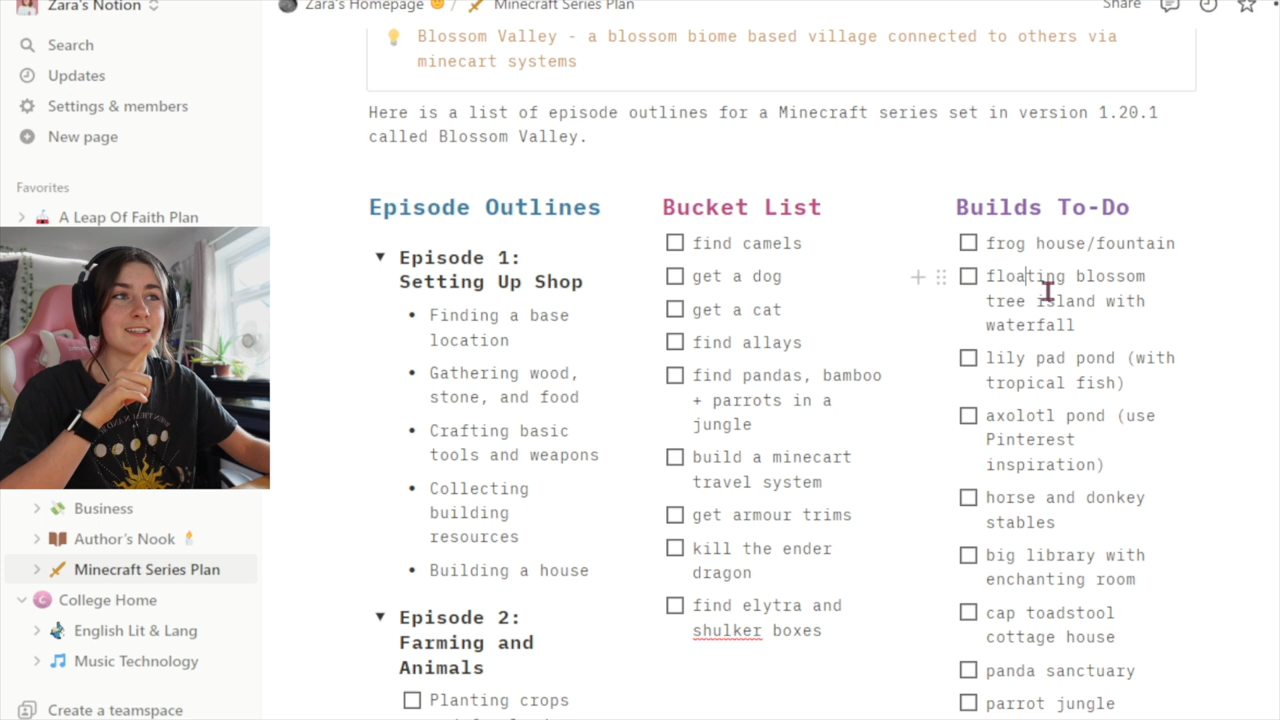 Zara's Notion
Zara's Homepage / Minecraft Series Plan
Share
Search
Updates
Settings & members
New page
Favorites
A Leap Of Faith Plan
Business
Author's Nook
Minecraft Series Plan
College Home
English Lit & Lang
Music Technology
Create a teamspace
Blossom Valley - a blossom biome based village connected to others via
minecart systems
Here is a list of episode outlines for a Minecraft series set in version 1.20.1
called Blossom Valley.
Episode Outlines
Episode 1:
Setting Up Shop
• Finding a base
location
• Gathering wood,
stone, and food
• Crafting basic
tools and weapons
• Collecting
building
resources
• Building a house
Episode 2:
Farming and
Animals
Planting crops
Bucket List
find camels
get a dog
get a cat
find allays
find pandas, bamboo
+ parrots in a
jungle
build a minecart
travel system
get armour trims
kill the ender
dragon
find elytra and
shulker boxes
Builds To-Do
frog house/fountain
floating blossom
tree island with
waterfall
lily pad pond (with
tropical fish)
axolotl pond (use
Pinterest
inspiration)
horse and donkey
stables
big library with
enchanting room
cap toadstool
cottage house
panda sanctuary
parrot jungle